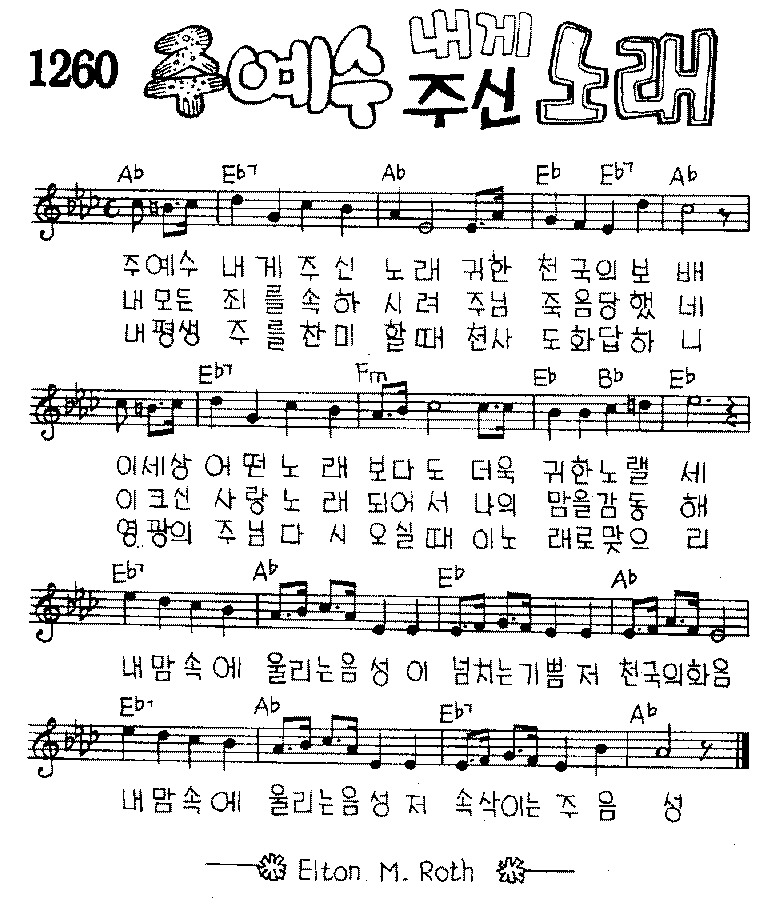 1260 주예수 내게 주신 노래
Ab Eb7 Ab Eb Eb7 Ab
주예수 내게주신 노래 귀한 천국의보 배
내모든 죄를속하 시려 주님 죽음당했 네
내평생 주를찬미 할때 천사 도화답하 니
Eb7 Fm Eb Bb Eb
이세상 어떤노래 보다도 더욱 귀한노랠 세
이크신 사랑노래 되어서 나의 맘을감동 해
영광의 주님다시 오실때 이노 래로맞으 리
Eb7 Ab Eb Ab
내맘속에 울리는음성이 넘치는기쁨저 천국의화음
Eb7 Ab Eb7 Ab
내맘속에 울리는음성저 속삭이는주음 성
Elton M. Roth